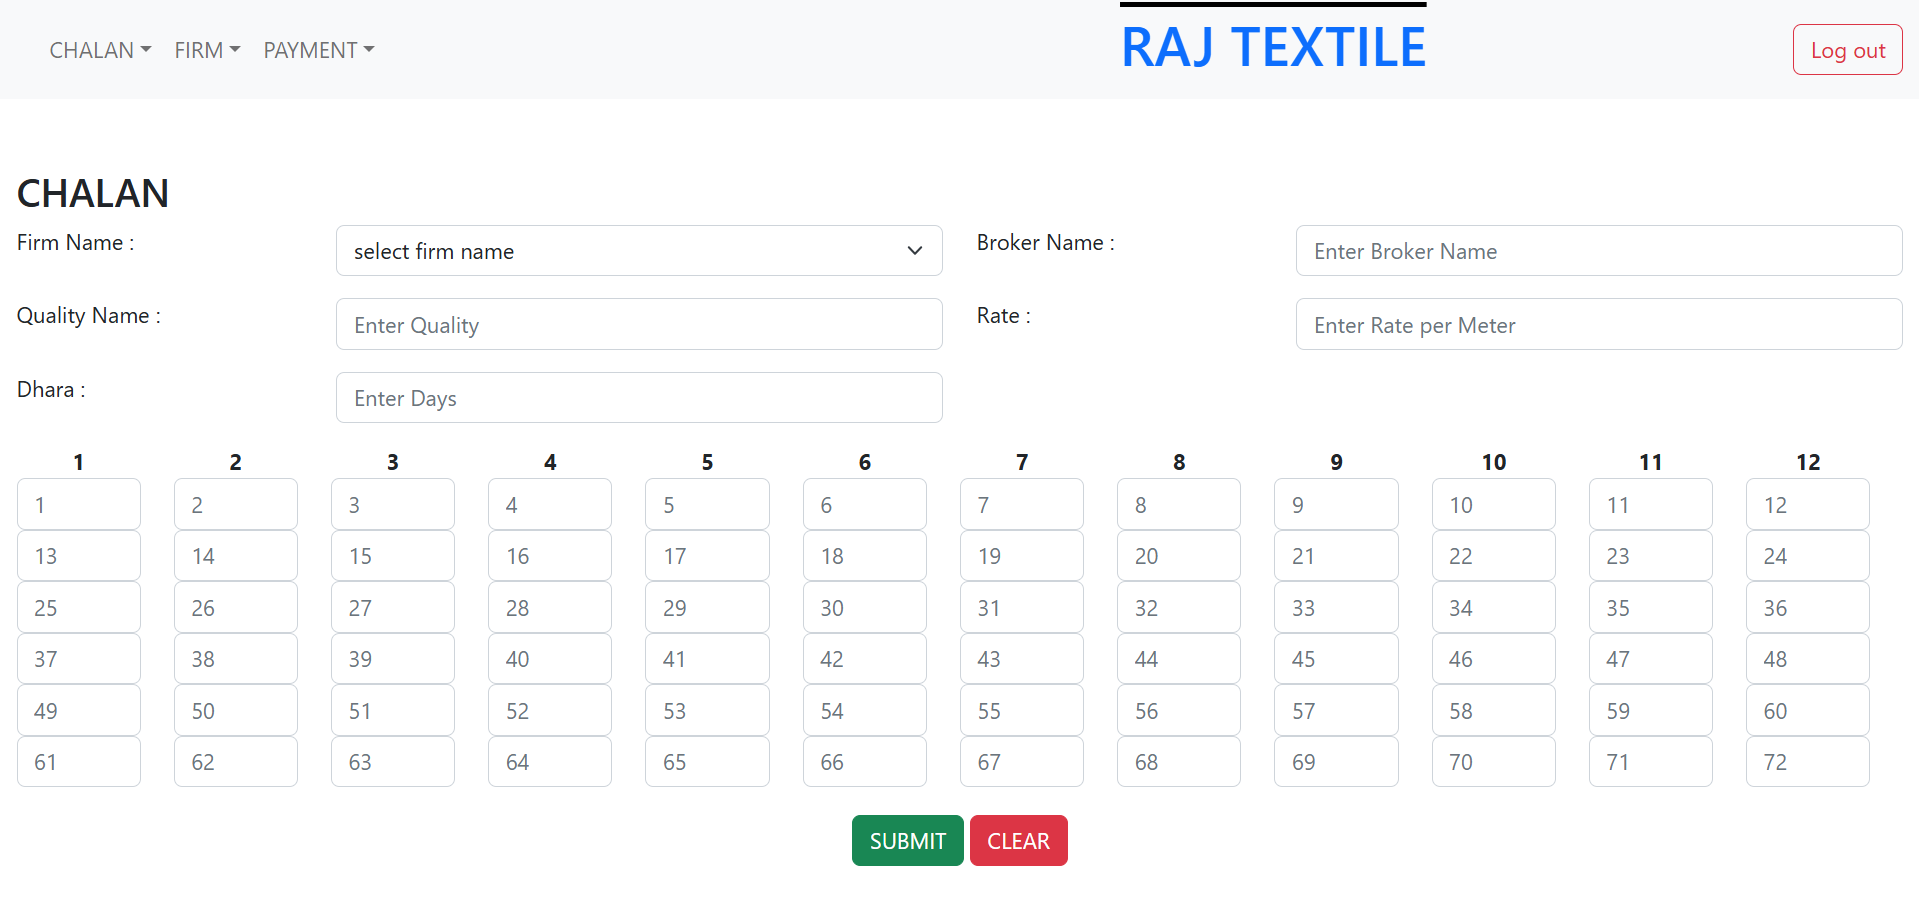 CHALAN FIRM PAYMENT RAJ TEXTILE Log out
CHALAN
Firm Name : select firm name Broker Name : Enter Broker Name
Quality Name : Enter Quality Rate : Enter Rate per Meter
Dhara : Enter Days
1 2 3 4 5 6 7 8 9 10 11 12
1 2 3 4 5 6 7 8 9 10 11 12
13 14 15 16 17 18 19 20 21 22 23 24
25 26 27 28 29 30 31 32 33 34 35 36
37 38 39 40 41 42 43 44 45 46 47 48
49 50 51 52 53 54 55 56 57 58 59 60
61 62 63 64 65 66 67 68 69 70 71 72
SUBMIT CLEAR